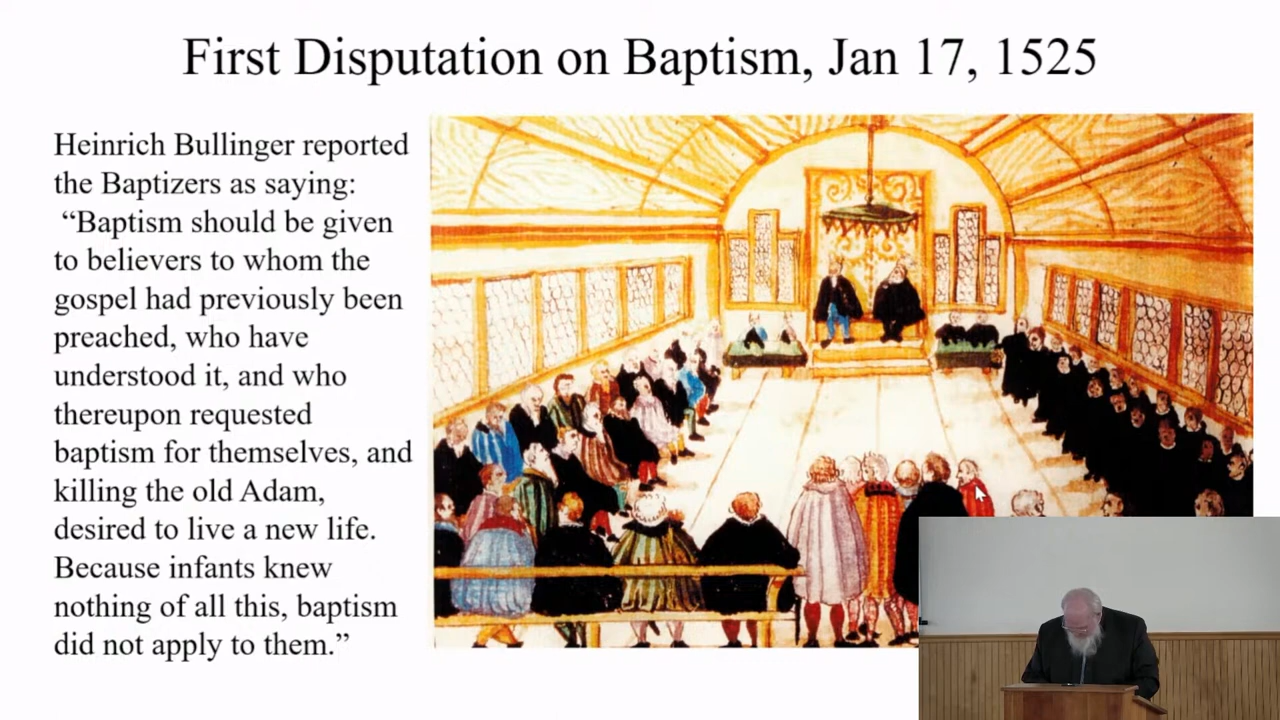 First Disputation on Baptism, Jan 17, 1525
Heinrich Bullinger reported
the Baptizers as saying:
“Baptism should be given
to believers to whom the
gospel had previously been
preached, who have
understood it, and who
thereupon requested
baptism for themselves, and
killing the old Adam,
desired to live a new life.
Because infants knew
nothing of all this, baptism
did not apply to them.”